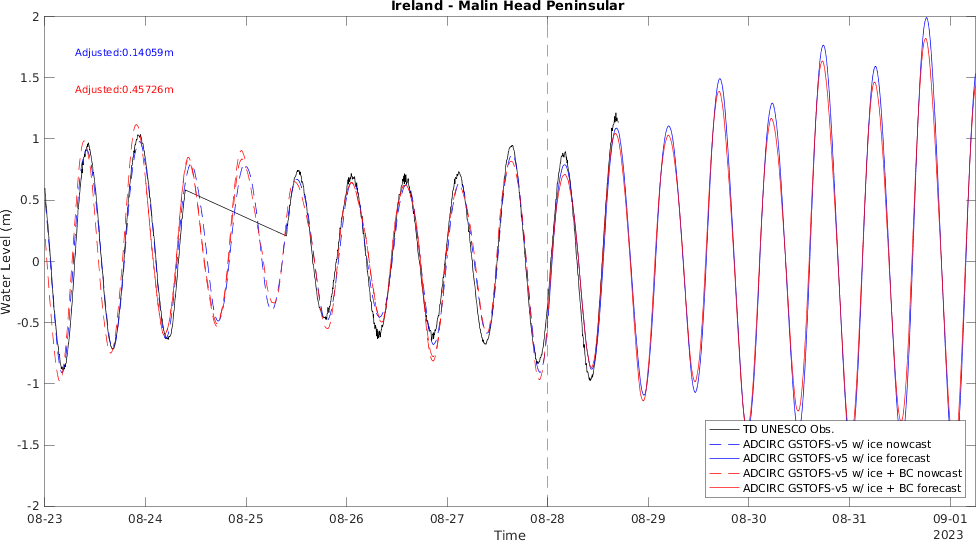 Ireland - Malin Head Peninsular
Adjusted:0.14059m
Adjusted:0.45726m
Water Level (m)
2
1.5
1
0.5
0
-0.5
-1
-1.5
-2
TD UNESCO Obs.
ADCIRC GSTOFS-v5 w/ ice nowcast
ADCIRC GSTOFS-v5 w/ ice forecast
ADCIRC GSTOFS-v5 w/ ice + BC nowcast
ADCIRC GSTOFS-v5 w/ ice + BC forecast
08-23 08-24 08-25 08-26 08-27 08-28 08-29 08-30 08-31 09-01
Time
2023